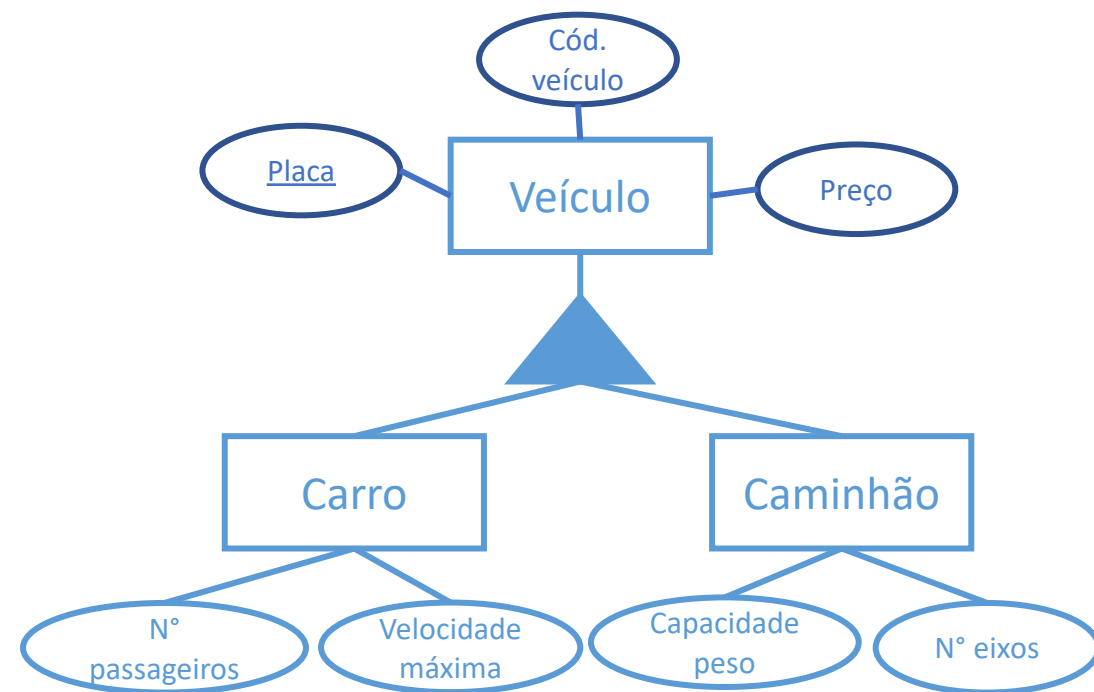 Cód.
veículo
Placa
Veículo
Preço
Carro
Caminhão
N°
passageiros
Velocidade
máxima
Capacidade
peso
N° eixos